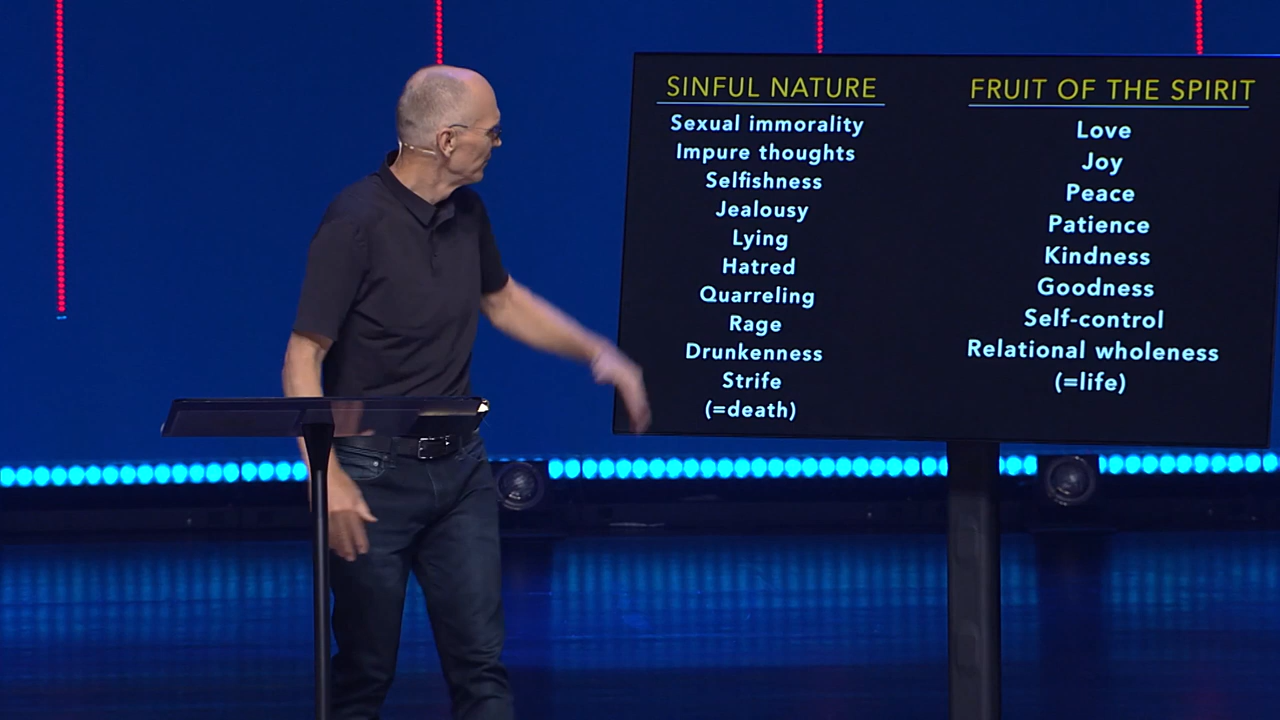 SINFUL NATURE
Sexual immorality
Impure thoughts
Selfishness
Jealousy
Lying
Hatred
Quarreling
Rage
Drunkenness
Strife
(=death)
FRUIT OF THE SPIRIT
Love
Joy
Peace
Patience
Kindness
Goodness
Self-control
Relational wholeness
(=life)